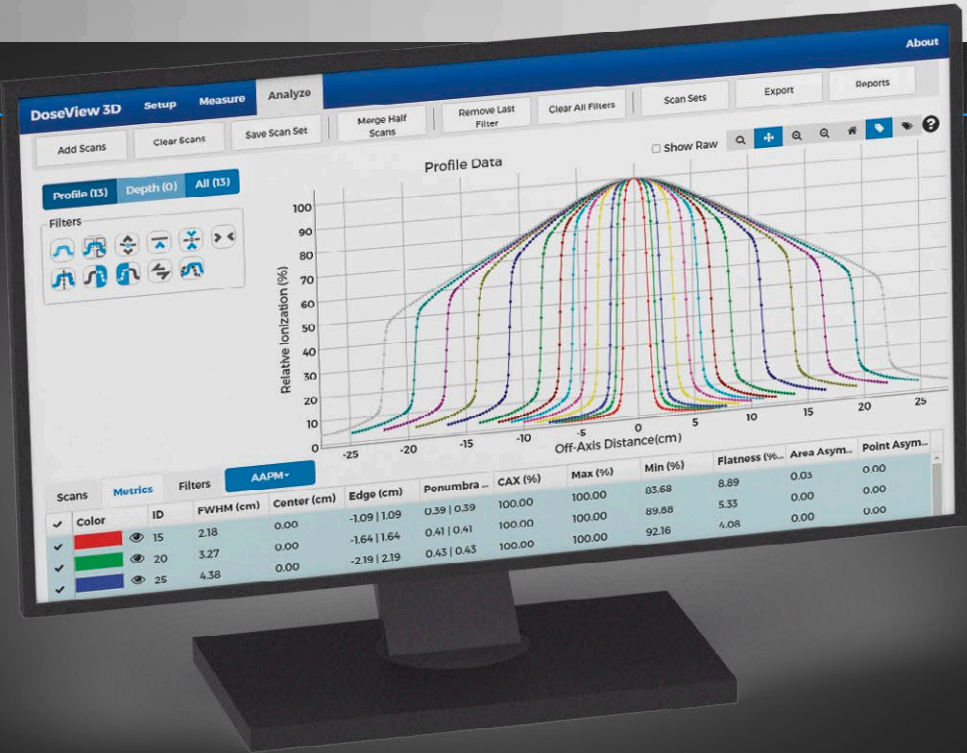 About
DoseView 3D Setup Measure Analyze
Add Scans Clear Scans Save Scan Set Merge Half Scans Remove Last Filter Clear All Filters Scan Sets Export Reports
Profile (13) Depth (0) All (13)
Profile Data
Show Raw
?
Filters
Relative Ionization (%)
100
90
80
70
60
50
40
30
20
10
0
-25 -20 -15 -10 -5 0 5 10 15 20 25
Off-Axis Distance(cm)
Scans Metrics Filters AAPM
Color ID FWHM (cm) Center (cm) Edge (cm) Penumbra ... CAX (%) Max (%) Min (%) Flatness (%... Area Asym... Point Asym...
15 2.18 0.00 -1.09 | 1.09 0.39 | 0.39 100.00 100.00 83.68 8.89 0.03 0.00
20 3.27 0.00 -1.64 | 1.64 0.41 | 0.41 100.00 100.00 89.88 5.33 0.00 0.00
25 4.38 0.00 -2.19 | 2.19 0.43 | 0.43 100.00 100.00 92.16 4.08 0.00 0.00